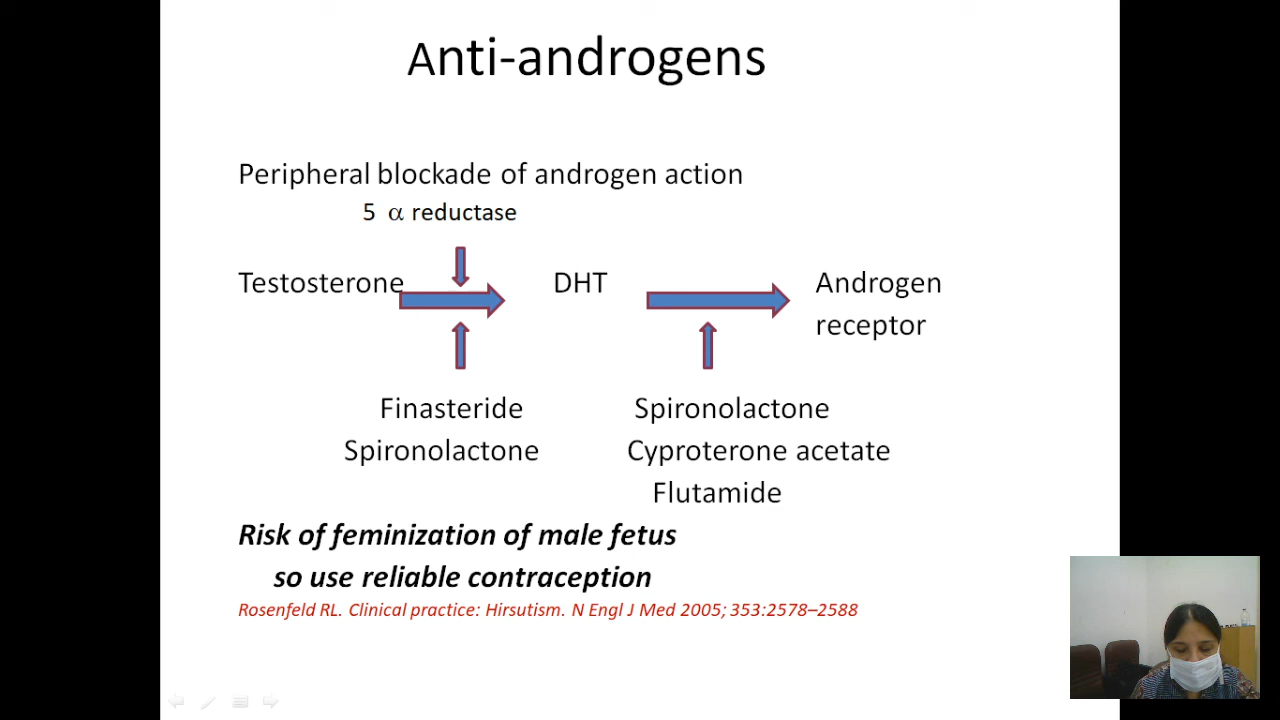 Anti-androgens
Peripheral blockade of androgen action
5 α reductase
Testosterone DHT Androgen
receptor
Finasteride Spironolactone
Spironolactone Cyproterone acetate
Flutamide
Risk of feminization of male fetus
so use reliable contraception
Rosenfeld RL. Clinical practice: Hirsutism. N Engl J Med 2005; 353:2578–2588